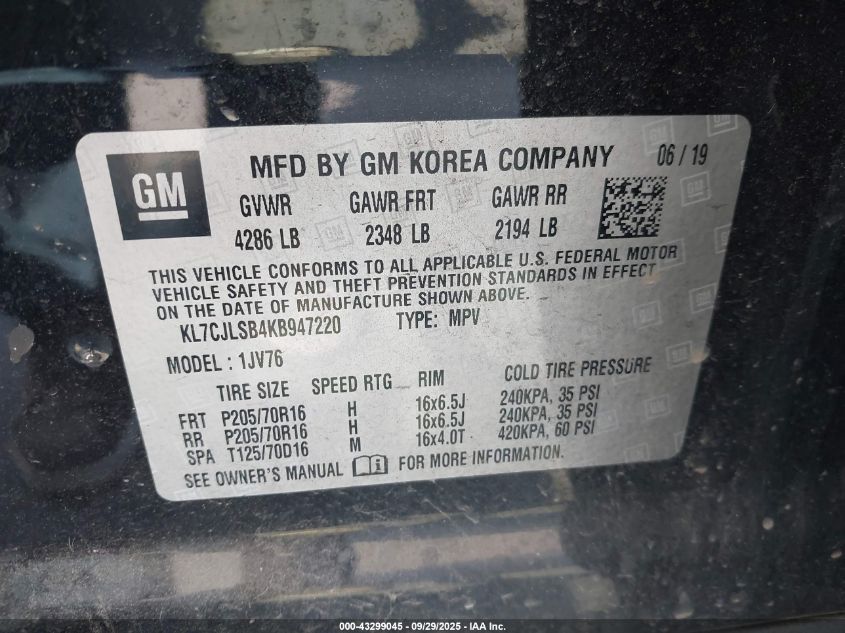 GM
MFD BY GM KOREA COMPANY 06 / 19
GVWR GAWR FRT GAWR RR
4286 LB 2348 LB 2194 LB
THIS VEHICLE CONFORMS TO ALL APPLICABLE U.S. FEDERAL MOTOR
VEHICLE SAFETY AND THEFT PREVENTION STANDARDS IN EFFECT
ON THE DATE OF MANUFACTURE SHOWN ABOVE.
KL7CJLSB4KB947220 TYPE: MPV
MODEL : 1JV76
TIRE SIZE SPEED RTG RIM COLD TIRE PRESSURE
FRT P205/70R16 H 16x6.5J 240KPA, 35 PSI
RR P205/70R16 H 16x6.5J 240KPA, 35 PSI
SPA T125/70D16 M 16x4.0T 420KPA, 60 PSI
SEE OWNER'S MANUAL FOR MORE INFORMATION.
000-43299045 - 09/29/2025 - IAA Inc.